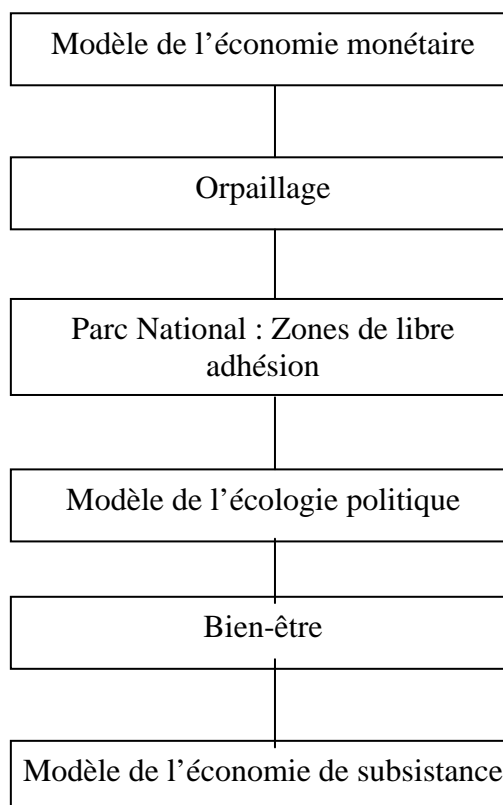 Modèle de l’économie monétaire
Orpaillage
Parc National : Zones de libre
adhésion
Modèle de l’écologie politique
Bien-être
Modèle de l’économie de subsistance